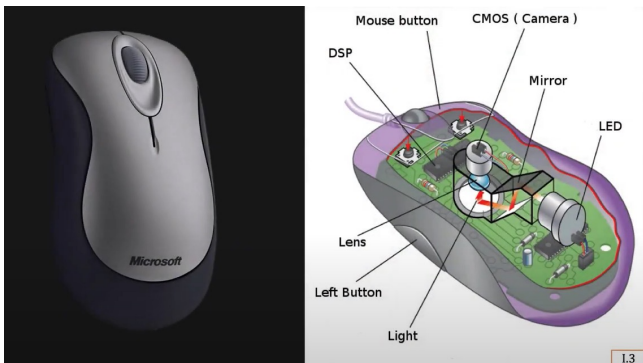 Microsoft
Mouse button
CMOS ( Camera )
DSP
Mirror
LED
Lens
Left Button
Light
I.3